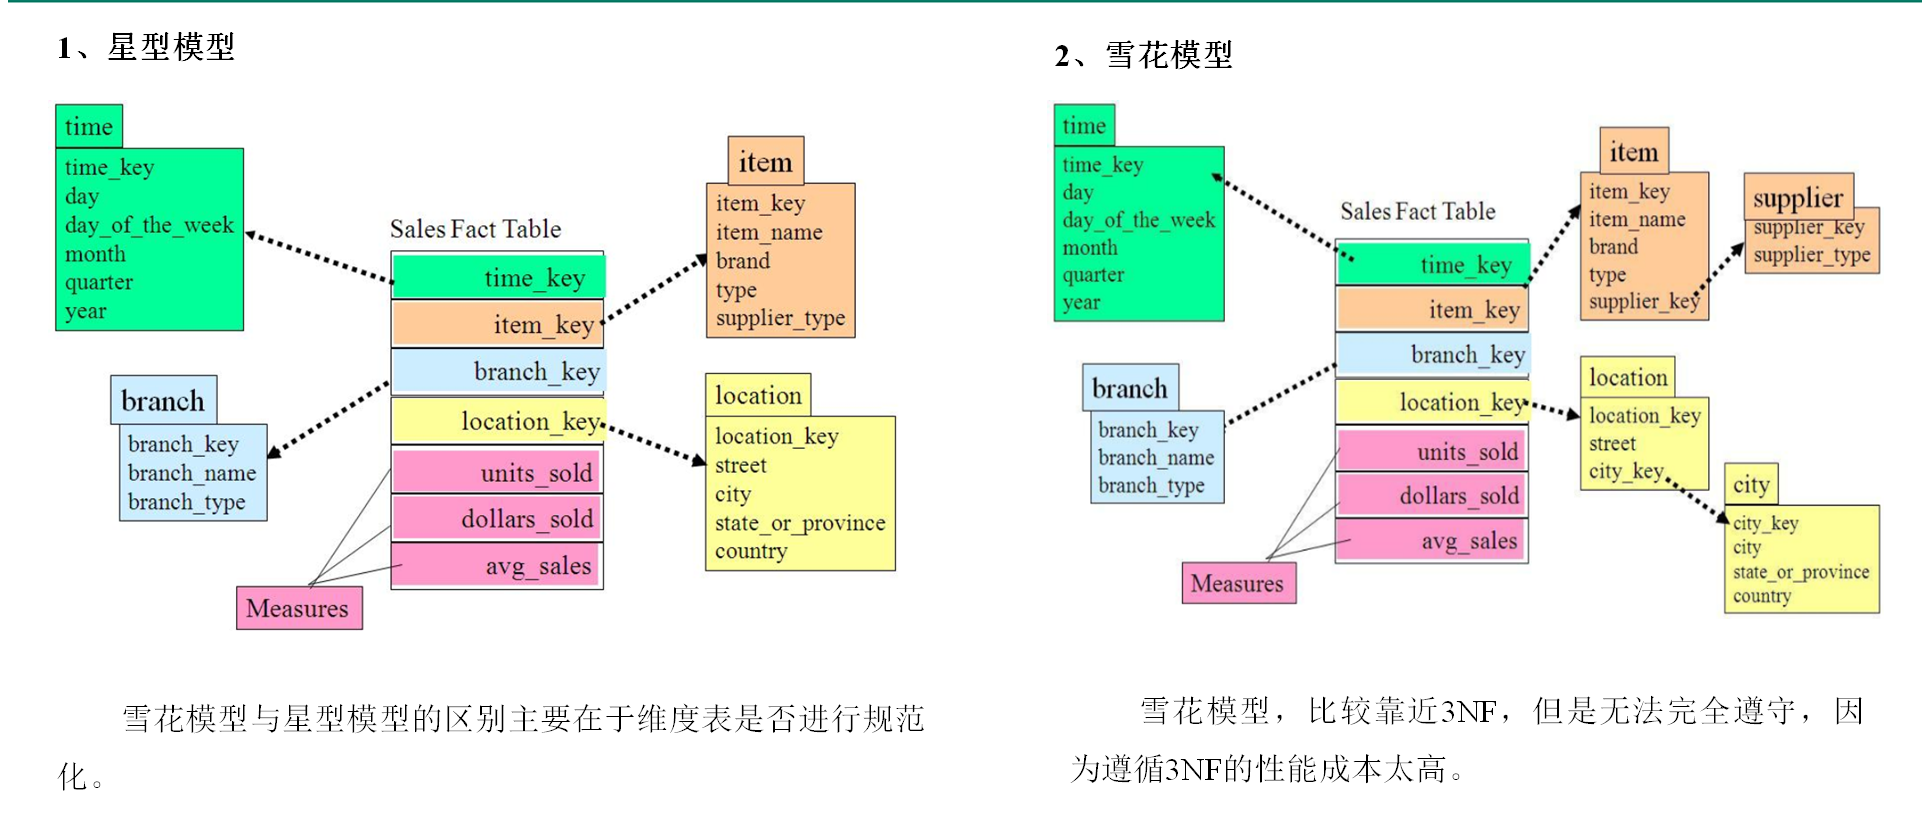 1、星型模型
time
time_key
day
day_of_the_week
month
quarter
year
branch
branch_key
branch_name
branch_type
Sales Fact Table
time_key
item_key
branch_key
location_key
units_sold
dollars_sold
avg_sales
Measures
item
item_key
item_name
brand
type
supplier_type
location
location_key
street
city
state_or_province
country
雪花模型与星型模型的区别主要在于维度表是否进行规范
化。
2、雪花模型
time
time_key
day
day_of_the_week
month
quarter
year
branch
branch_key
branch_name
branch_type
Sales Fact Table
time_key
item_key
branch_key
location_key
units_sold
dollars_sold
avg_sales
Measures
item
item_key
item_name
brand
type
supplier_key
supplier
supplier_key
supplier_type
location
location_key
street
city_key
city
city_key
city
state_or_province
country
雪花模型，比较靠近3NF，但是无法完全遵守，因
为遵循3NF的性能成本太高。